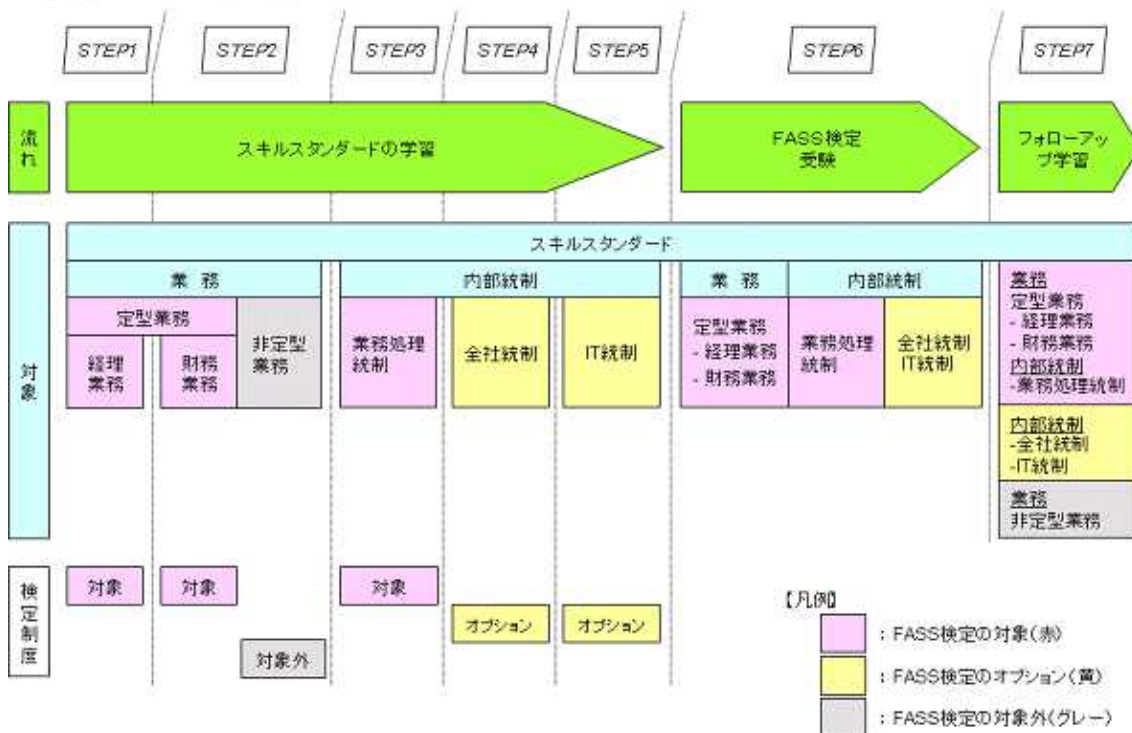 STEP1
STEP2
STEP3
STEP4
STEP5
STEP6
STEP7
流れ
スキルスタンダードの学習
FASS検定
受験
フォローアッ
プ学習
対象
スキルスタンダード
業 務
内部統制
業 務
内部統制
定型業務
経理
業務
財務
業務
非定型
業務
業務処理
統制
全社統制
IT統制
定型業務
- 経理業務
- 財務業務
業務処理
統制
全社統制
IT統制
業務
定型業務
- 経理業務
- 財務業務
内部統制
-業務処理統制
内部統制
-全社統制
-IT統制
業務
非定型業務
検定制度
対象
対象
対象
オプション
オプション
対象外
【凡例】
: FASS検定の対象(赤)
: FASS検定のオプション(黄)
: FASS検定の対象外(グレー)